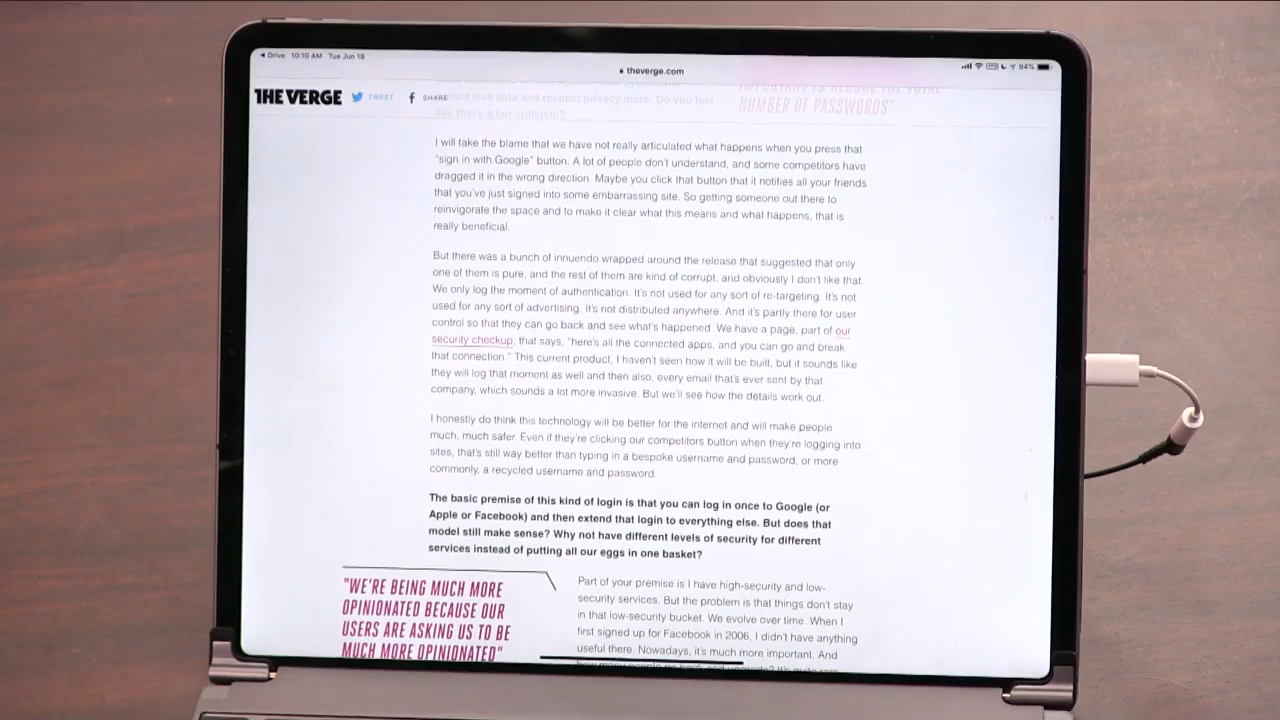 ◀ Drive 10:10 AM Tue Jun 18
theverge.com
94%
THE VERGE TWEET SHARE
llect less data and respect privacy more. Do you feel
like that's a fair criticism?
NUMBER OF PASSWORDS"
I will take the blame that we have not really articulated what happens when you press that
"sign in with Google" button. A lot of people don't understand, and some competitors have
dragged it in the wrong direction. Maybe you click that button that it notifies all your friends
that you've just signed into some embarrassing site. So getting someone out there to
reinvigorate the space and to make it clear what this means and what happens, that is
really beneficial.
But there was a bunch of innuendo wrapped around the release that suggested that only
one of them is pure, and the rest of them are kind of corrupt, and obviously I don't like that.
We only log the moment of authentication. It's not used for any sort of re-targeting. It's not
used for any sort of advertising. It's not distributed anywhere. And it's partly there for user
control so that they can go back and see what's happened. We have a page, part of our
security checkup, that says, "here's all the connected apps, and you can go and break
that connection." This current product, I haven't seen how it will be built, but it sounds like
they will log that moment as well and then also, every email that's ever sent by that
company, which sounds a lot more invasive. But we'll see how the details work out.
I honestly do think this technology will be better for the internet and will make people
much, much safer. Even if they're clicking our competitors button when they're logging into
sites, that's still way better than typing in a bespoke username and password, or more
commonly, a recycled username and password.
The basic premise of this kind of login is that you can log in once to Google (or
Apple or Facebook) and then extend that login to everything else. But does that
model still make sense? Why not have different levels of security for different
services instead of putting all our eggs in one basket?
"WE'RE BEING MUCH MORE
OPINIONATED BECAUSE OUR
USERS ARE ASKING US TO BE
MUCH MORE OPINIONATED"
Part of your premise is I have high-security and low-
security services. But the problem is that things don't stay
in that low-security bucket. We evolve over time. When I
first signed up for Facebook in 2006, I didn't have anything
useful there. Nowadays, it's much more important. And